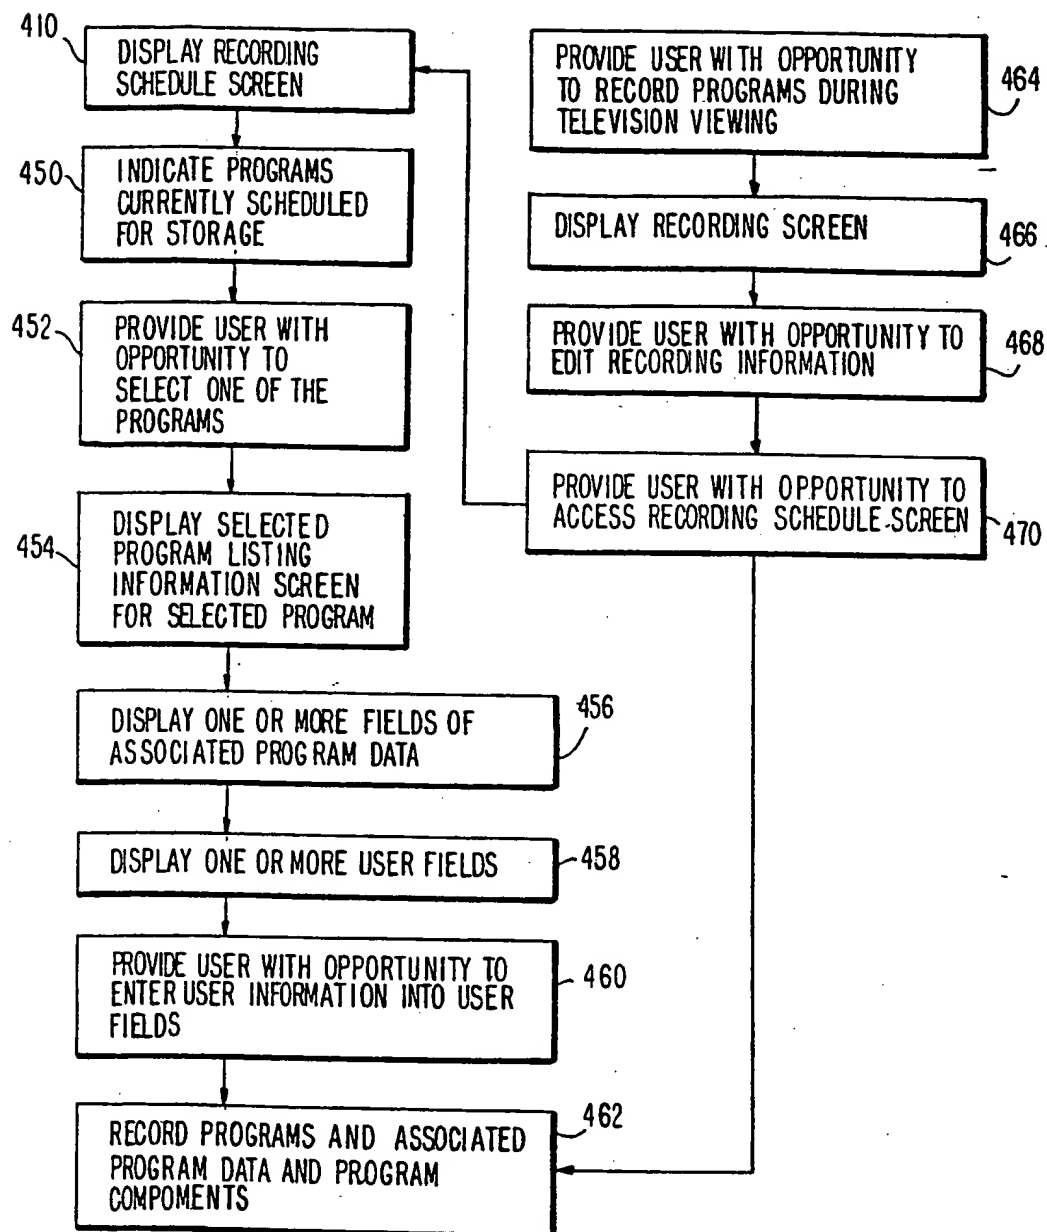 410
DISPLAY RECORDING
SCHEDULE SCREEN
450
INDICATE PROGRAMS
CURRENTLY SCHEDULED
FOR STORAGE
452
PROVIDE USER WITH
OPPORTUNITY TO
SELECT ONE OF THE
PROGRAMS
454
DISPLAY SELECTED
PROGRAM LISTING
INFORMATION SCREEN
FOR SELECTED PROGRAM
DISPLAY ONE OR MORE FIELDS OF
ASSOCIATED PROGRAM DATA
456
DISPLAY ONE OR MORE USER FIELDS
458
PROVIDE USER WITH OPPORTUNITY TO
ENTER USER INFORMATION INTO USER
FIELDS
460
RECORD PROGRAMS AND ASSOCIATED
PROGRAM DATA AND PROGRAM
COMPOMENTS
462
PROVIDE USER WITH OPPORTUNITY
TO RECORD PROGRAMS DURING
TELEVISION VIEWING
464
DISPLAY RECORDING SCREEN
466
PROVIDE USER WITH OPPORTUNITY TO
EDIT RECORDING INFORMATION
468
PROVIDE USER WITH OPPORTUNITY TO
ACCESS RECORDING SCHEDULE SCREEN
470